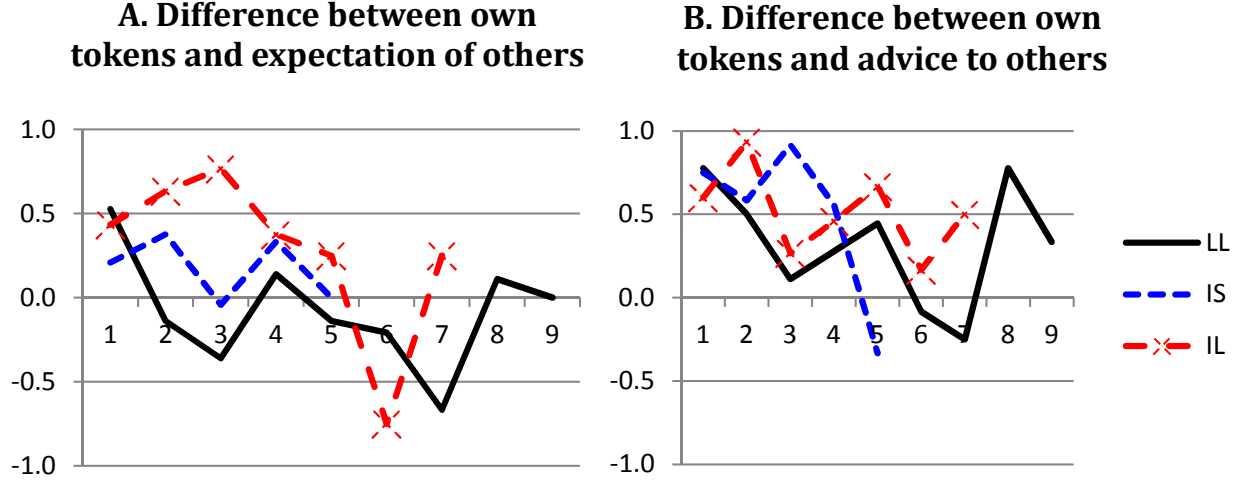 A. Difference between own
tokens and expectation of others
1.0
0.5
0.0
-0.5
-1.0
1 2 3 4 5 6 7 8 9
B. Difference between own
tokens and advice to others
1.0
0.5
0.0
-0.5
-1.0
1 2 3 4 5 6 7 8 9
LL
IS
IL